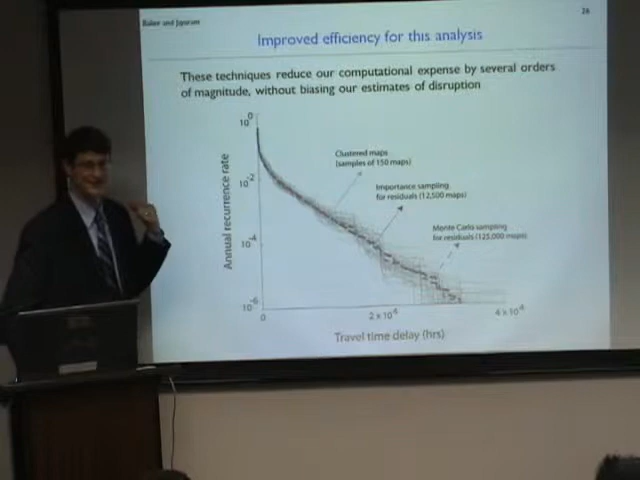 Baker and Jayaram
26
Improved efficiency for this analysis
These techniques reduce our computational expense by several orders
of magnitude, without biasing our estimates of disruption
10⁰
Clustered maps
(samples of 150 maps)
10⁻²
Importance sampling
for residuals (12,500 maps)
Annual recurrence rate
Monte Carlo sampling
for residuals (125,000 maps)
10⁻⁴
10⁻⁶
0
2 x 10⁴
4 x 10⁴
Travel time delay (hrs)